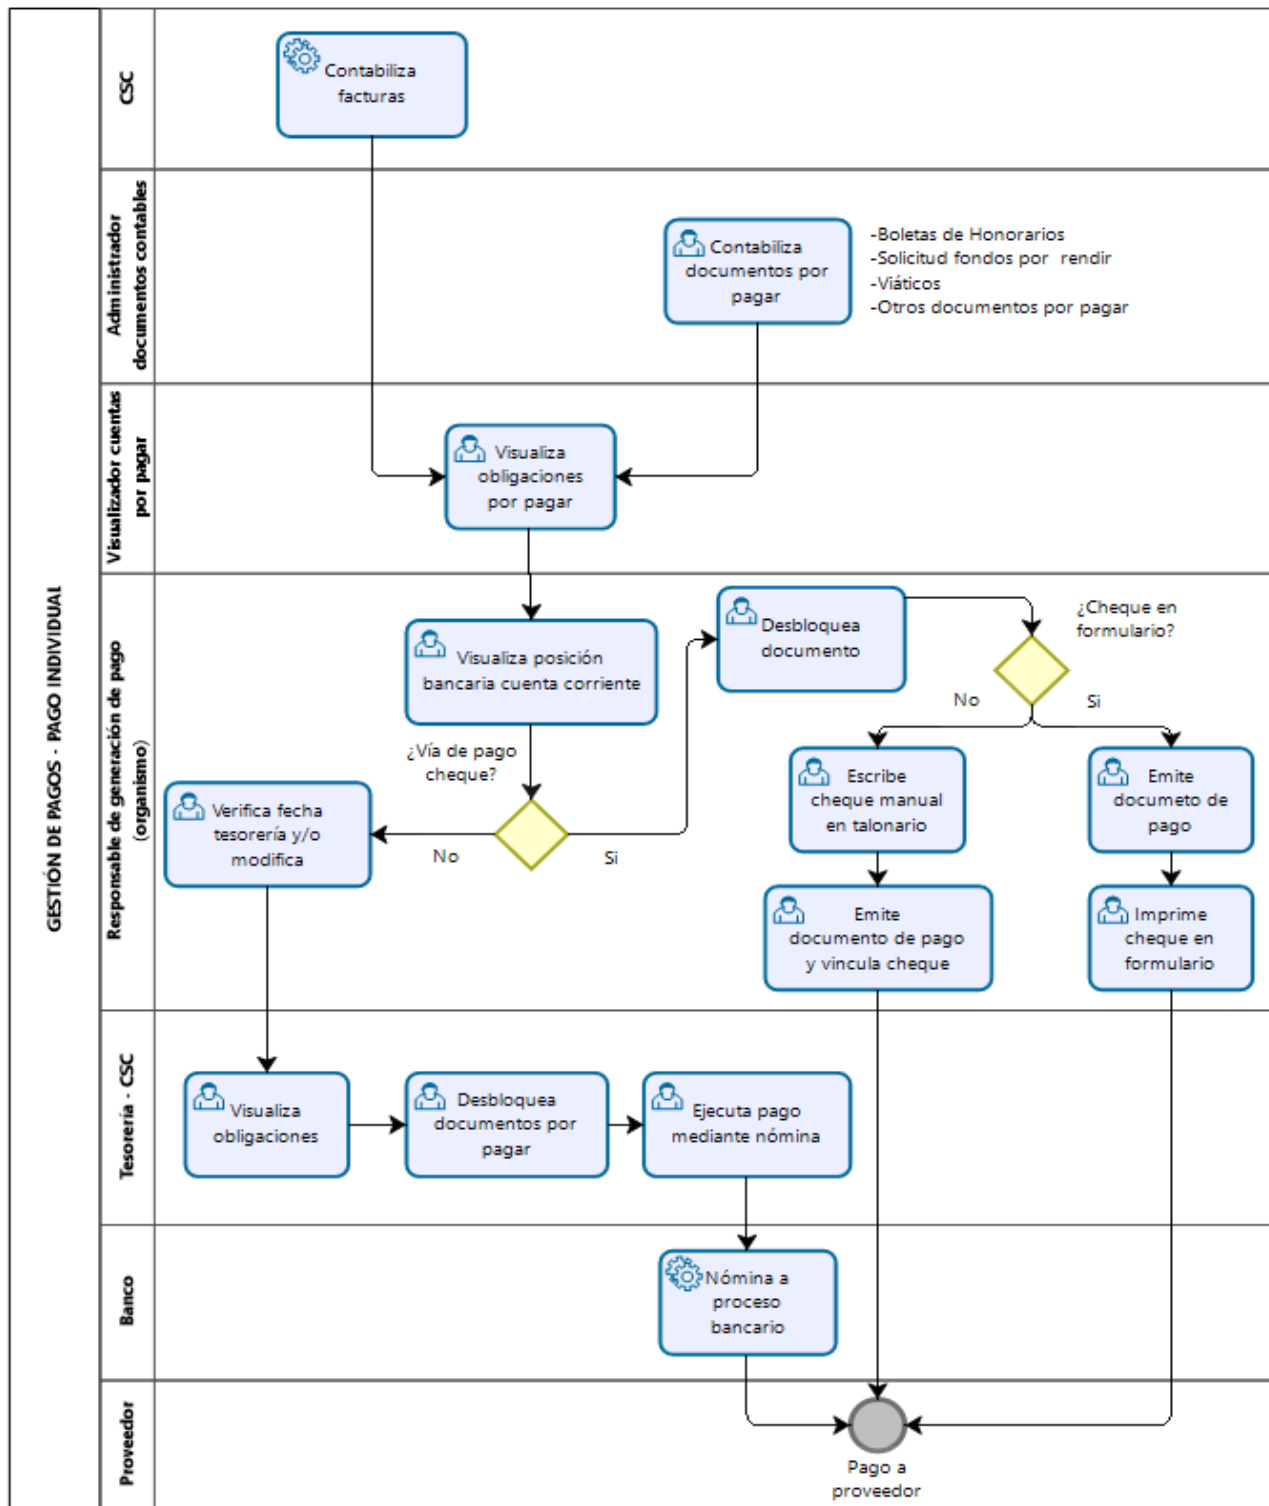 GESTIÓN DE PAGOS - PAGO INDIVIDUAL
CSC
Contabiliza
facturas
Administrador
documentos contables
Contabiliza
documentos por
pagar
-Boletas de Honorarios
-Solicitud fondos por rendir
-Viáticos
-Otros documentos por pagar
Visualizador cuentas
por pagar
Visualiza
obligaciones
por pagar
Responsable de generación de pago
(organismo)
Visualiza posición
bancaria cuenta corriente
¿Vía de pago
cheque?
No
Si
Verifica fecha
tesorería y/o
modifica
Desbloquea
documento
¿Cheque en
formulario?
No
Si
Escribe
cheque manual
en talonario
Emite
documeto de
pago
Emite
documento de pago
y vincula cheque
Imprime
cheque en
formulario
Tesorería - CSC
Visualiza
obligaciones
Desbloquea
documentos por
pagar
Ejecuta pago
mediante nómina
Banco
Nómina a
proceso
bancario
Proveedor
Pago a
proveedor